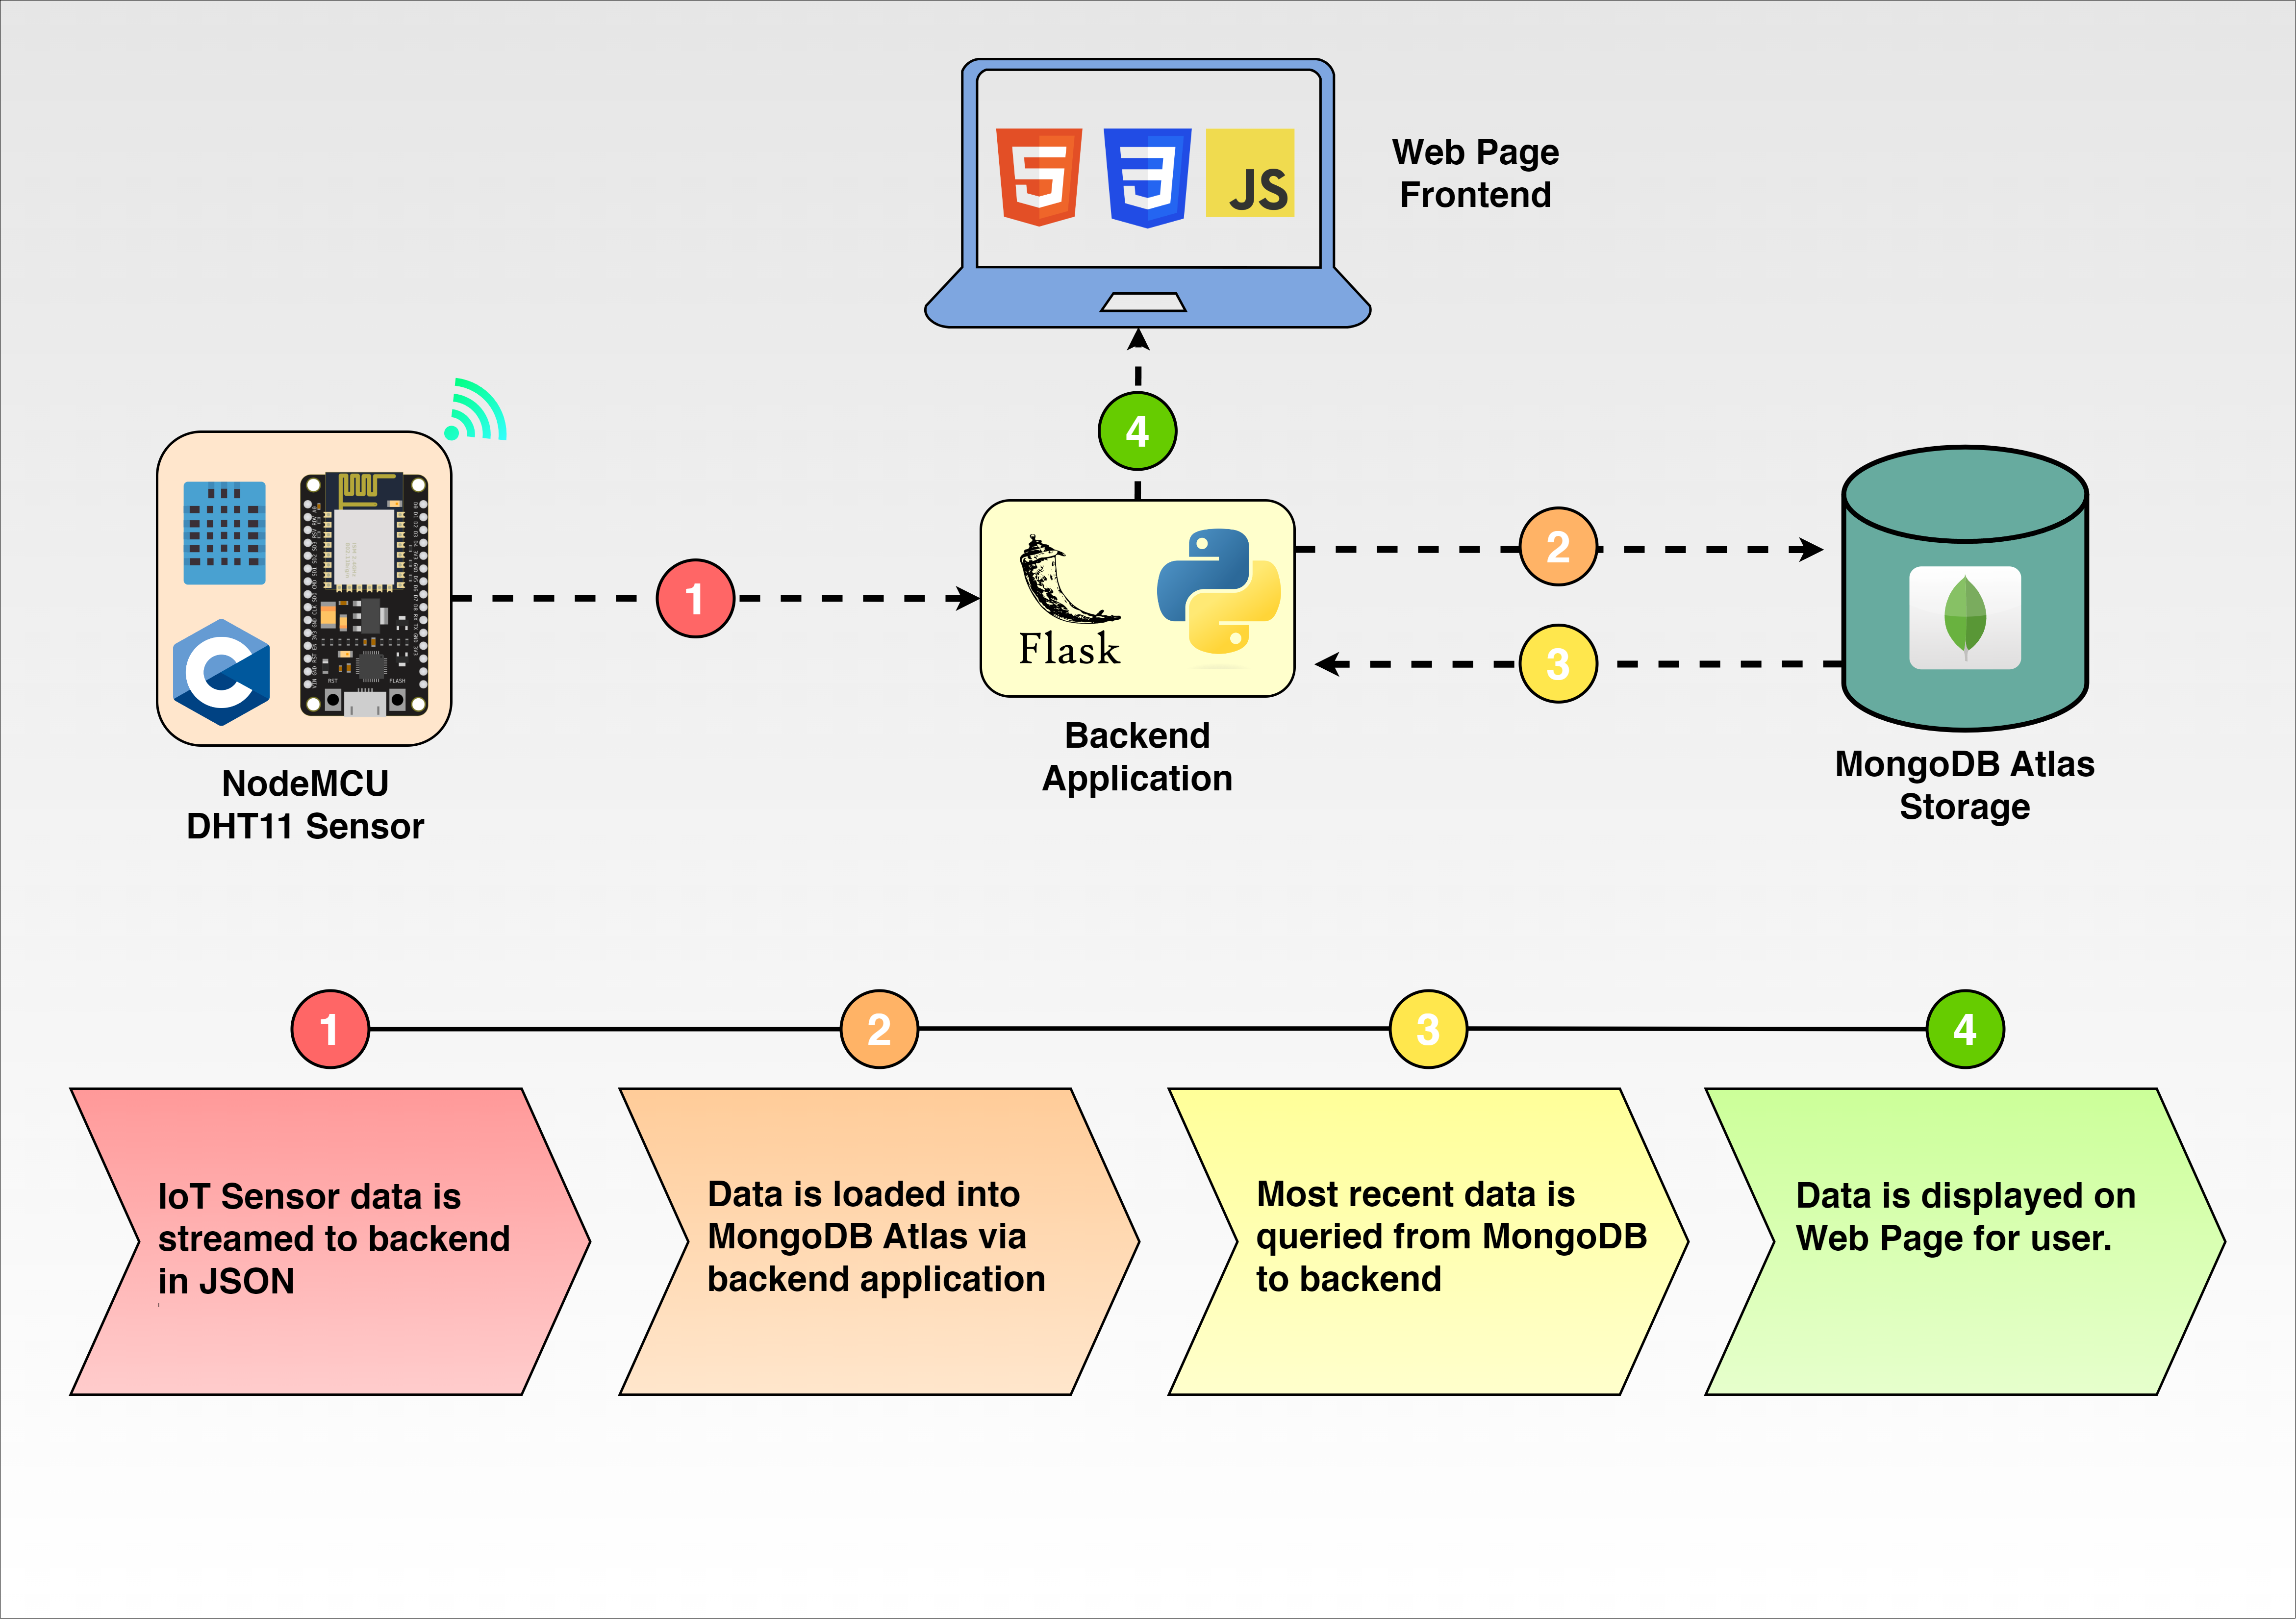 JS
Web Page
Frontend
4
1
Flask
2
3
RST
FLASH
NodeMCU
DHT11 Sensor
Backend
Application
MongoDB Atlas
Storage
1
2
3
4
IoT Sensor data is
streamed to backend
in JSON
Data is loaded into
MongoDB Atlas via
backend application
Most recent data is
queried from MongoDB
to backend
Data is displayed on
Web Page for user.